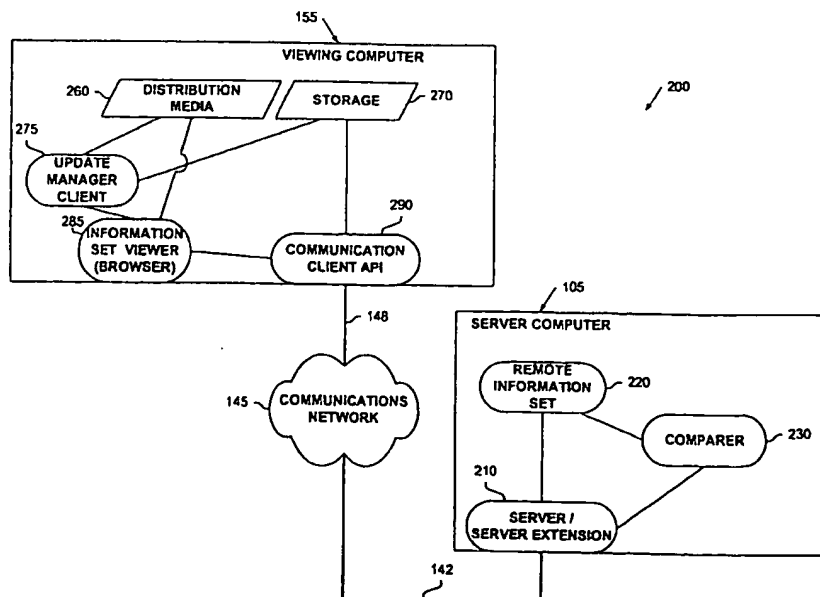 155
VIEWING COMPUTER
260
DISTRIBUTION
MEDIA
STORAGE
270
200
275
UPDATE
MANAGER
CLIENT
285
INFORMATION
SET VIEWER
(BROWSER)
290
COMMUNICATION
CLIENT API
148
105
SERVER COMPUTER
145
COMMUNICATIONS
NETWORK
REMOTE
INFORMATION
SET
220
COMPARER
230
210
SERVER /
SERVER EXTENSION
142